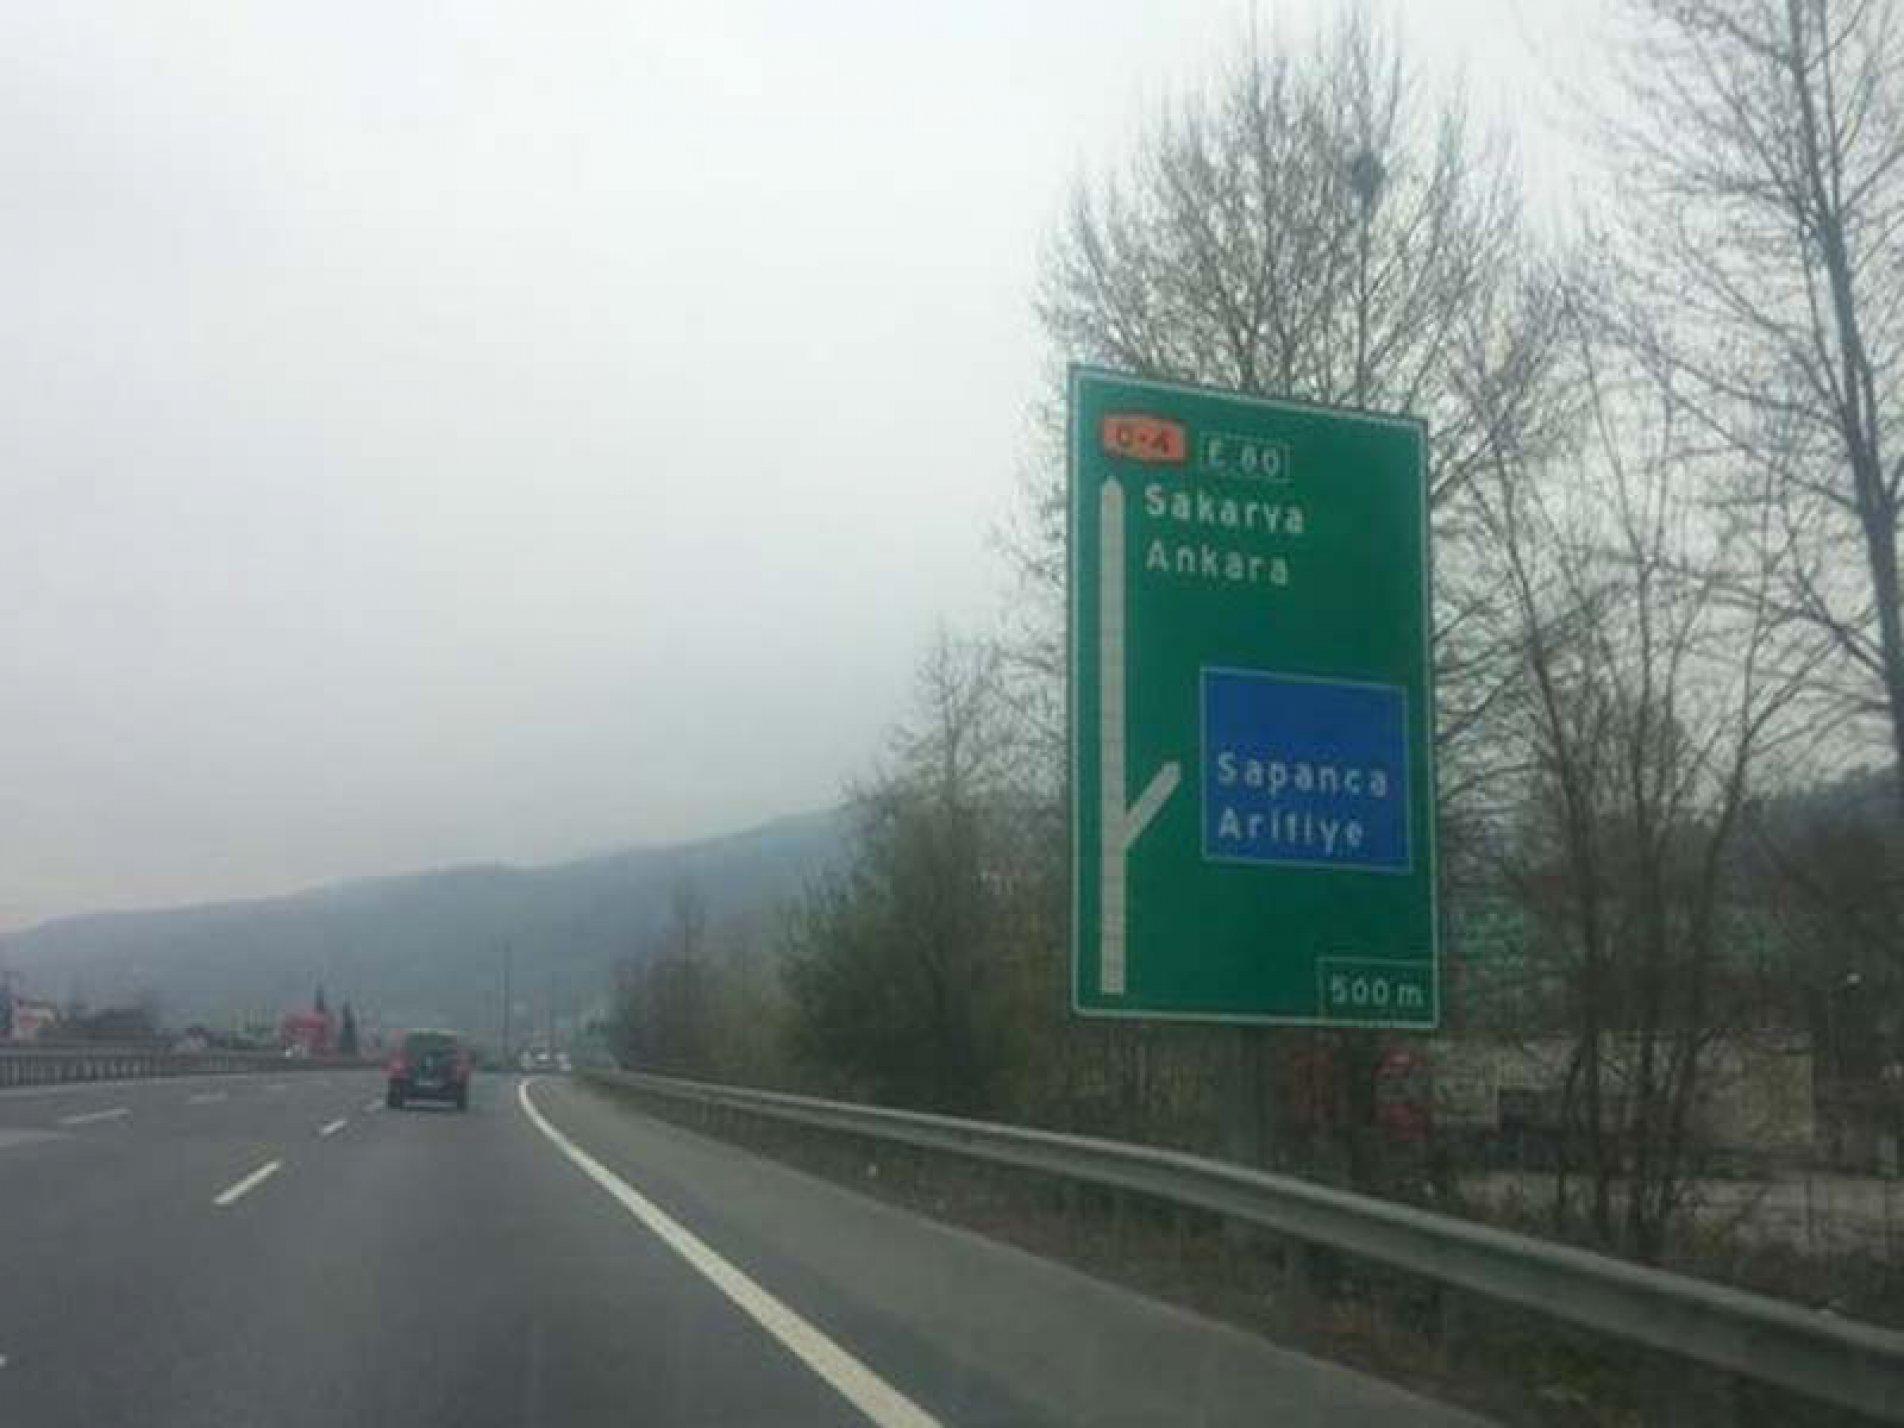 O-4 E 80
Sakarya
Ankara
Sapanca
Arifiye
500 m